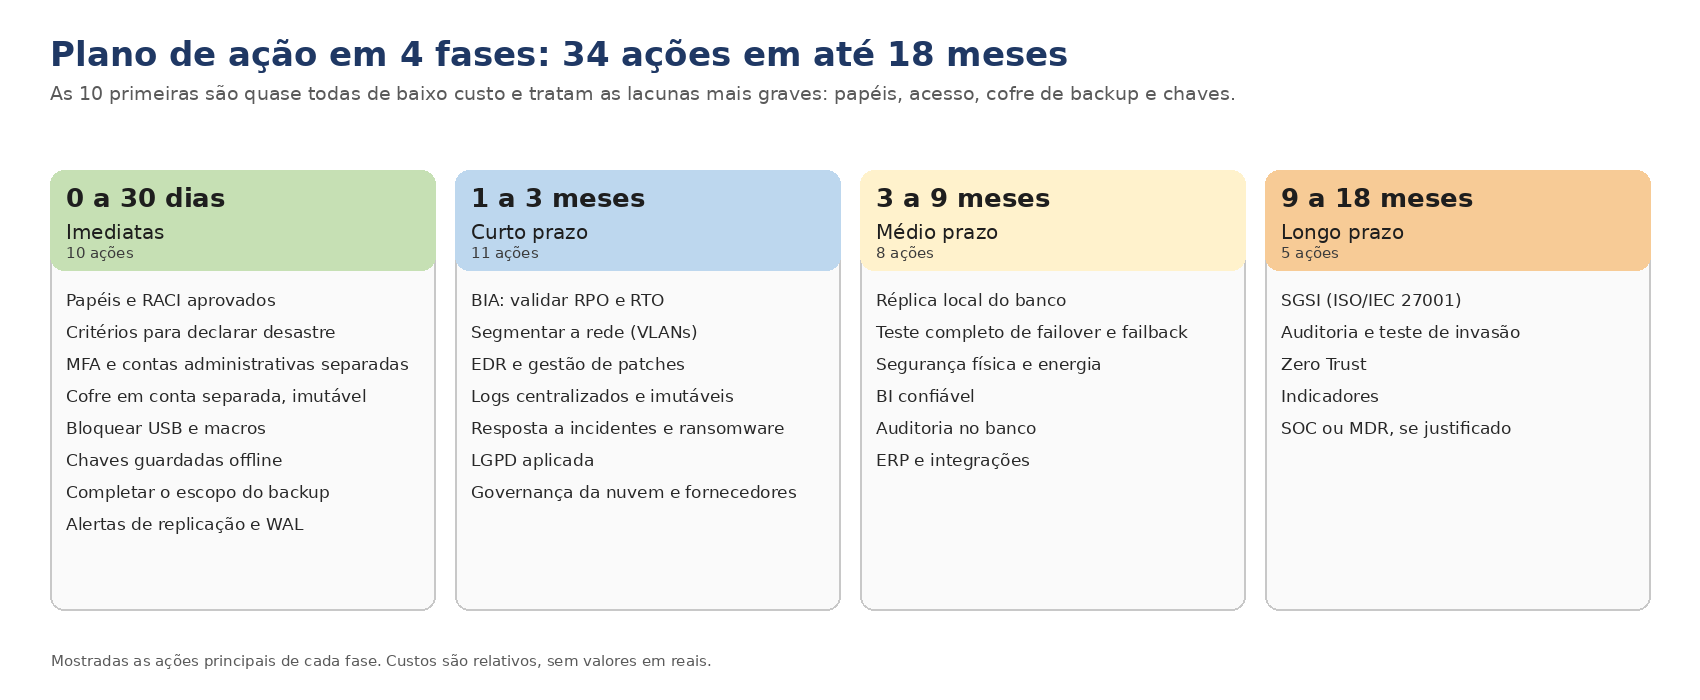 Plano de ação em 4 fases: 34 ações em até 18 meses
As 10 primeiras são quase todas de baixo custo e tratam as lacunas mais graves: papéis, acesso, cofre de backup e chaves.
0 a 30 dias
Imediatas
10 ações
Papéis e RACI aprovados
Critérios para declarar desastre
MFA e contas administrativas separadas
Cofre em conta separada, imutável
Bloquear USB e macros
Chaves guardadas offline
Completar o escopo do backup
Alertas de replicação e WAL
1 a 3 meses
Curto prazo
11 ações
BIA: validar RPO e RTO
Segmentar a rede (VLANs)
EDR e gestão de patches
Logs centralizados e imutáveis
Resposta a incidentes e ransomware
LGPD aplicada
Governança da nuvem e fornecedores
3 a 9 meses
Médio prazo
8 ações
Réplica local do banco
Teste completo de failover e failback
Segurança física e energia
BI confiável
Auditoria no banco
ERP e integrações
9 a 18 meses
Longo prazo
5 ações
SGSI (ISO/IEC 27001)
Auditoria e teste de invasão
Zero Trust
Indicadores
SOC ou MDR, se justificado
Mostradas as ações principais de cada fase. Custos são relativos, sem valores em reais.